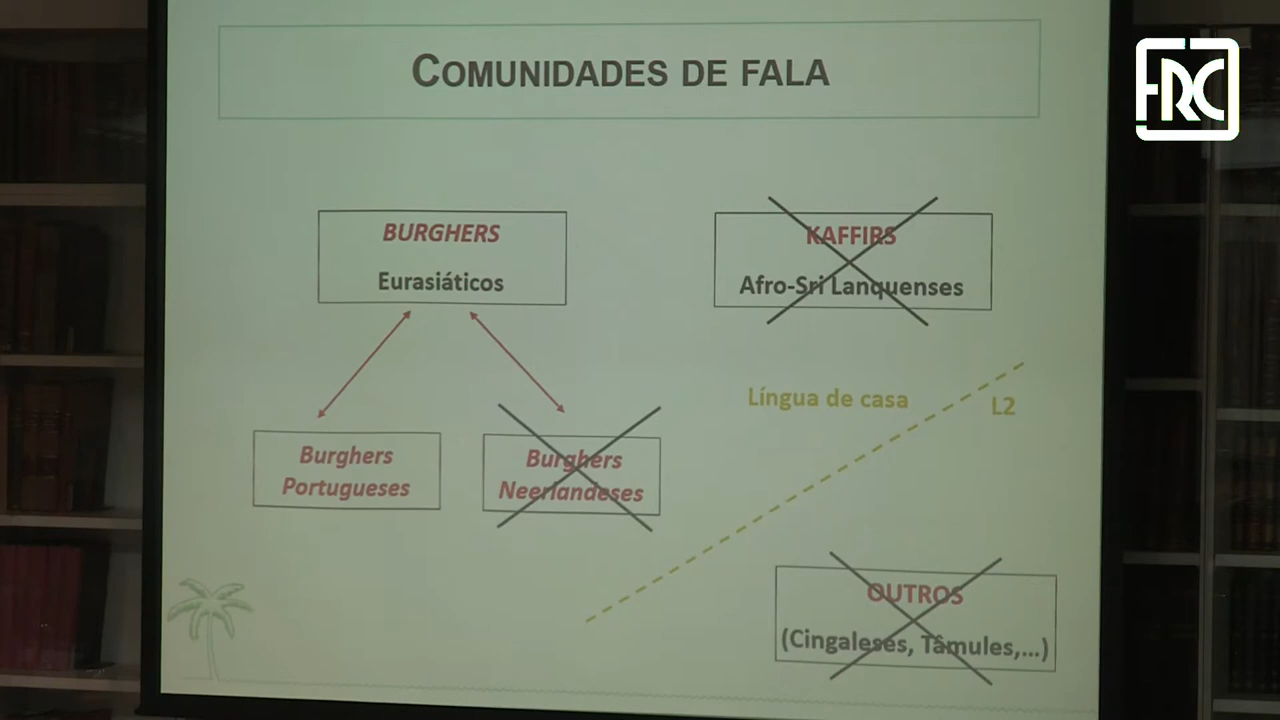 COMUNIDADES DE FALA
FRC
BURGHERS
Eurasiáticos
KAFFIRS
Afro-Sri Lanquenses
Língua de casa
L2
Burghers
Portugueses
Burghers
Neerlandeses
OUTROS
(Cingaleses, Tâmules,...)